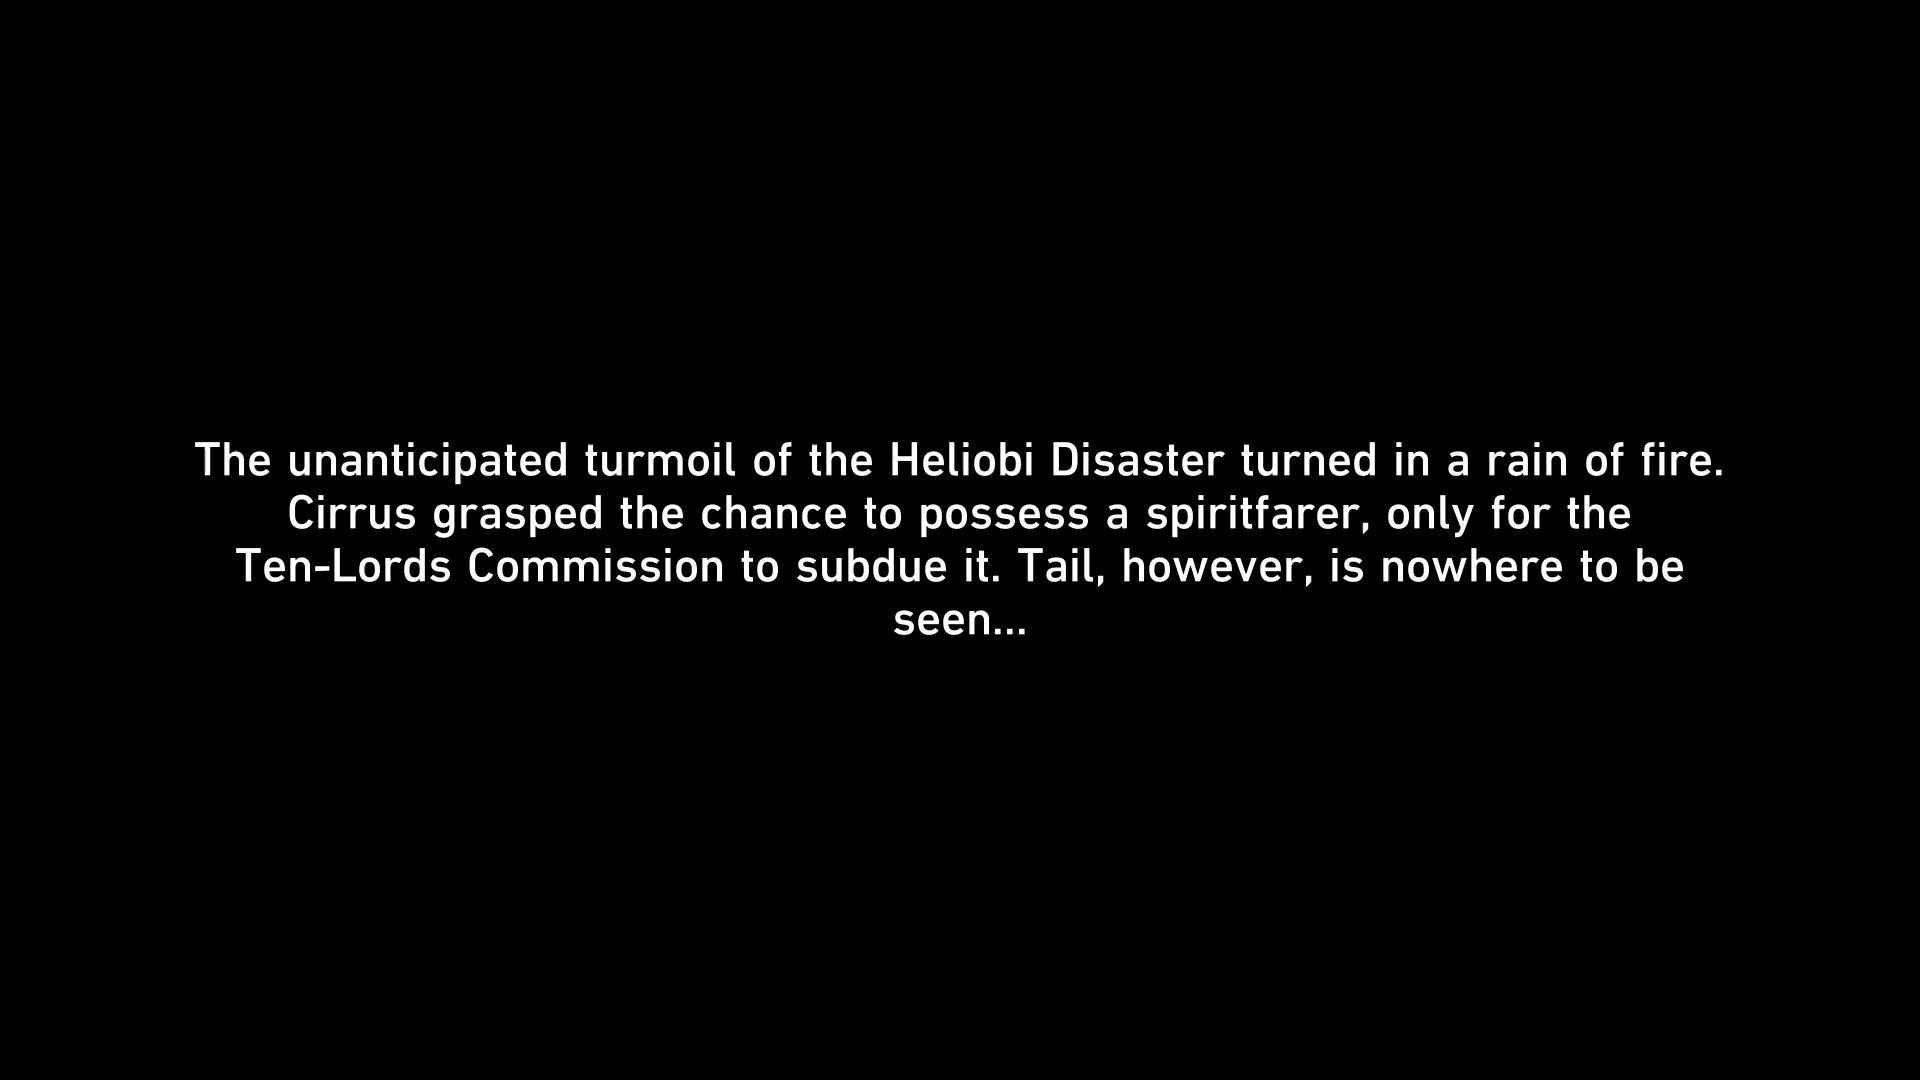 The unanticipated turmoil of the Heliobi Disaster turned in a rain of fire.
Cirrus grasped the chance to possess a spiritfarer, only for the
Ten-Lords Commission to subdue it. Tail, however, is nowhere to be
seen...